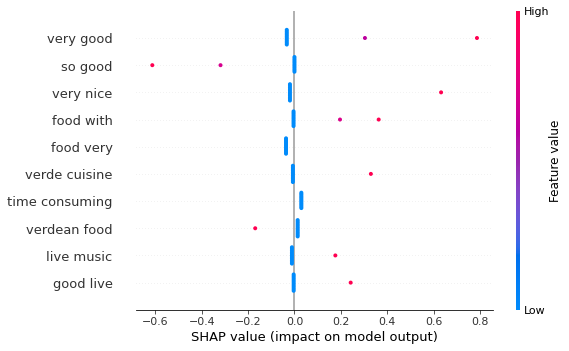 High
very good
so good
very nice
food with
food very
verde cuisine
time consuming
verdean food
live music
good live
Feature value
Low
−0.6 −0.4 −0.2 0.0 0.2 0.4 0.6 0.8
SHAP value (impact on model output)